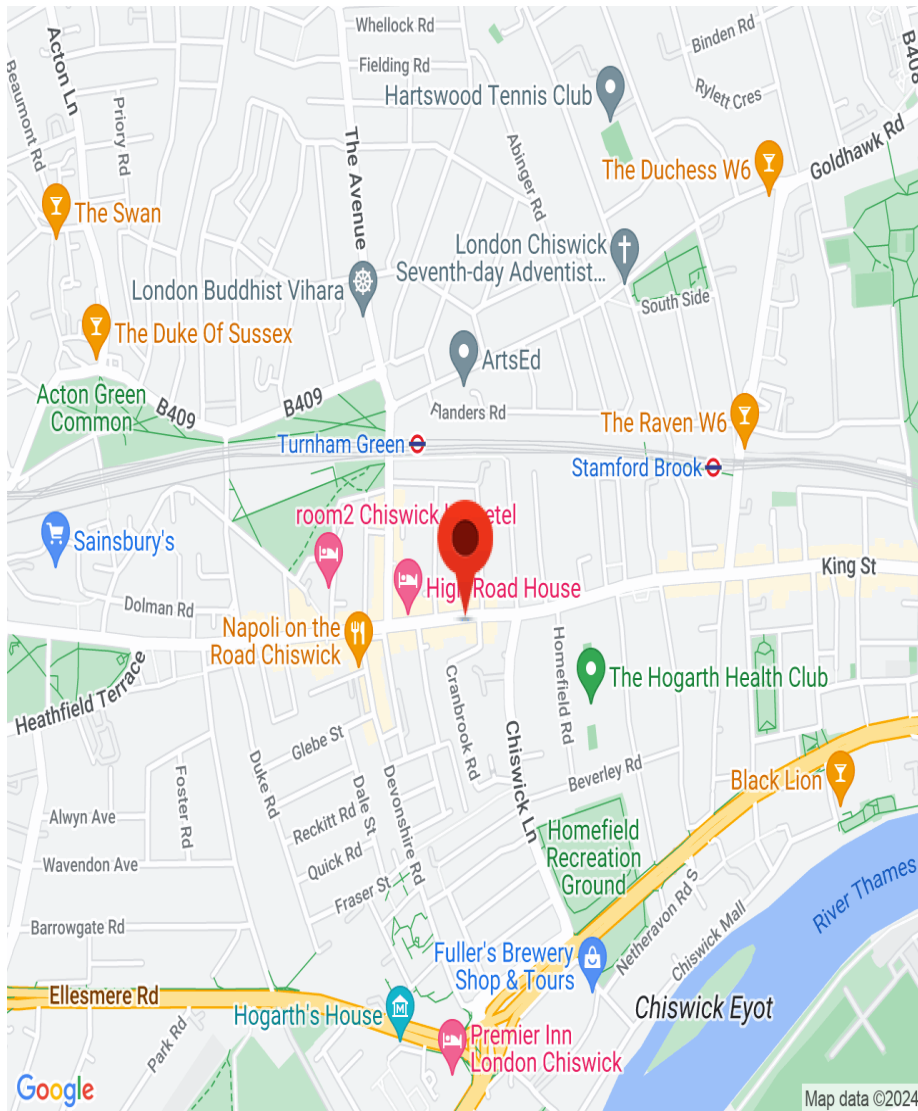 Whellock Rd
Acton Ln
Binden Rd
B408
Fielding Rd
Beaumont Rd
Hartswood Tennis Club
Rylett Cres
Priory Rd
The Avenue
Abinger Rd
Goldhawk Rd
The Duchess W6
The Swan
London Chiswick
Seventh-day Adventist...
London Buddhist Vihara
South Side
The Duke Of Sussex
ArtsEd
Acton Green
Common
B409
B409
Flanders Rd
The Raven W6
Turnham Green
Stamford Brook
room2 Chiswick
Sainsbury's
King St
High Road House
Dolman Rd
Napoli on the
Road Chiswick
Homefield Rd
Cranbrook Rd
The Hogarth Health Club
Heathfield Terrace
Chiswick Ln
Glebe St
Duke Rd
Foster Rd
Dale St
Devonshire Rd
Beverley Rd
Black Lion
Alwyn Ave
Reckitt Rd
Homefield
Recreation
Ground
Wavendon Ave
Quick Rd
Fraser St
River Thames
Barrowgate Rd
Netheravon Rd S
Chiswick Mall
Fuller's Brewery
Shop & Tours
Ellesmere Rd
Hogarth's House
Chiswick Eyot
Park Rd
Premier Inn
London Chiswick
Google
Map data ©2024